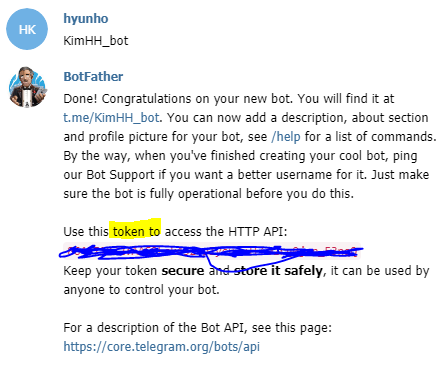 HK
hyunho
KimHH_bot
BotFather
Done! Congratulations on your new bot. You will find it at
t.me/KimHH_bot. You can now add a description, about section
and profile picture for your bot, see /help for a list of commands.
By the way, when you've finished creating your cool bot, ping
our Bot Support if you want a better username for it. Just make
sure the bot is fully operational before you do this.
Use this token to access the HTTP API:
Keep your token secure and store it safely, it can be used by
anyone to control your bot.
For a description of the Bot API, see this page:
https://core.telegram.org/bots/api